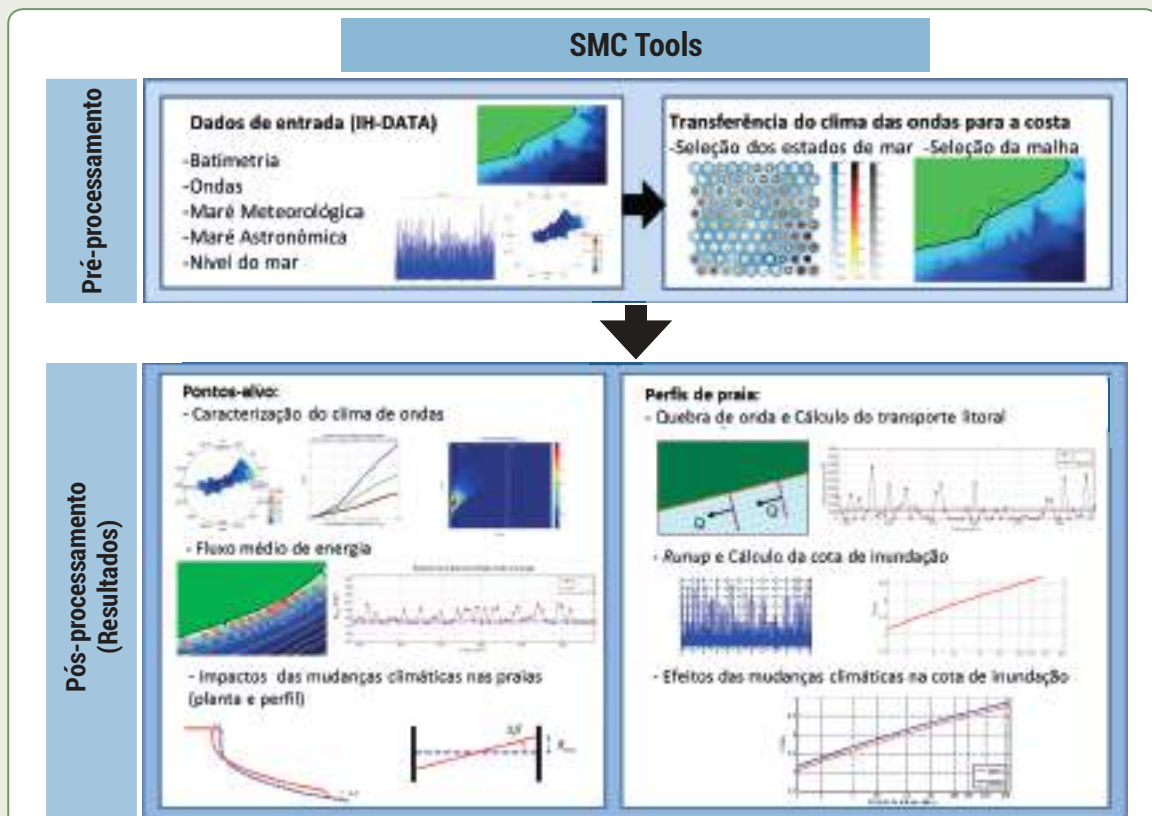 SMC Tools
Pré-processamento
Dados de entrada (IH-DATA)
-Batimetria
-Ondas
-Maré Meteorológica
-Maré Astronômica
-Nível do mar
Transferência do clima das ondas para a costa
-Seleção dos estados de mar -Seleção da malha
Pós-processamento
(Resultados)
Pontos-alvo:
- Caracterização do clima de ondas
- Fluxo médio de energia
- Impactos das mudanças climáticas nas praias
(planta e perfil)
Perfis de praia:
- Quebra de onda e Cálculo do transporte litoral
Q
Q
- Runup e Cálculo da cota de inundação
- Efeitos das mudanças climáticas na cota de inundação